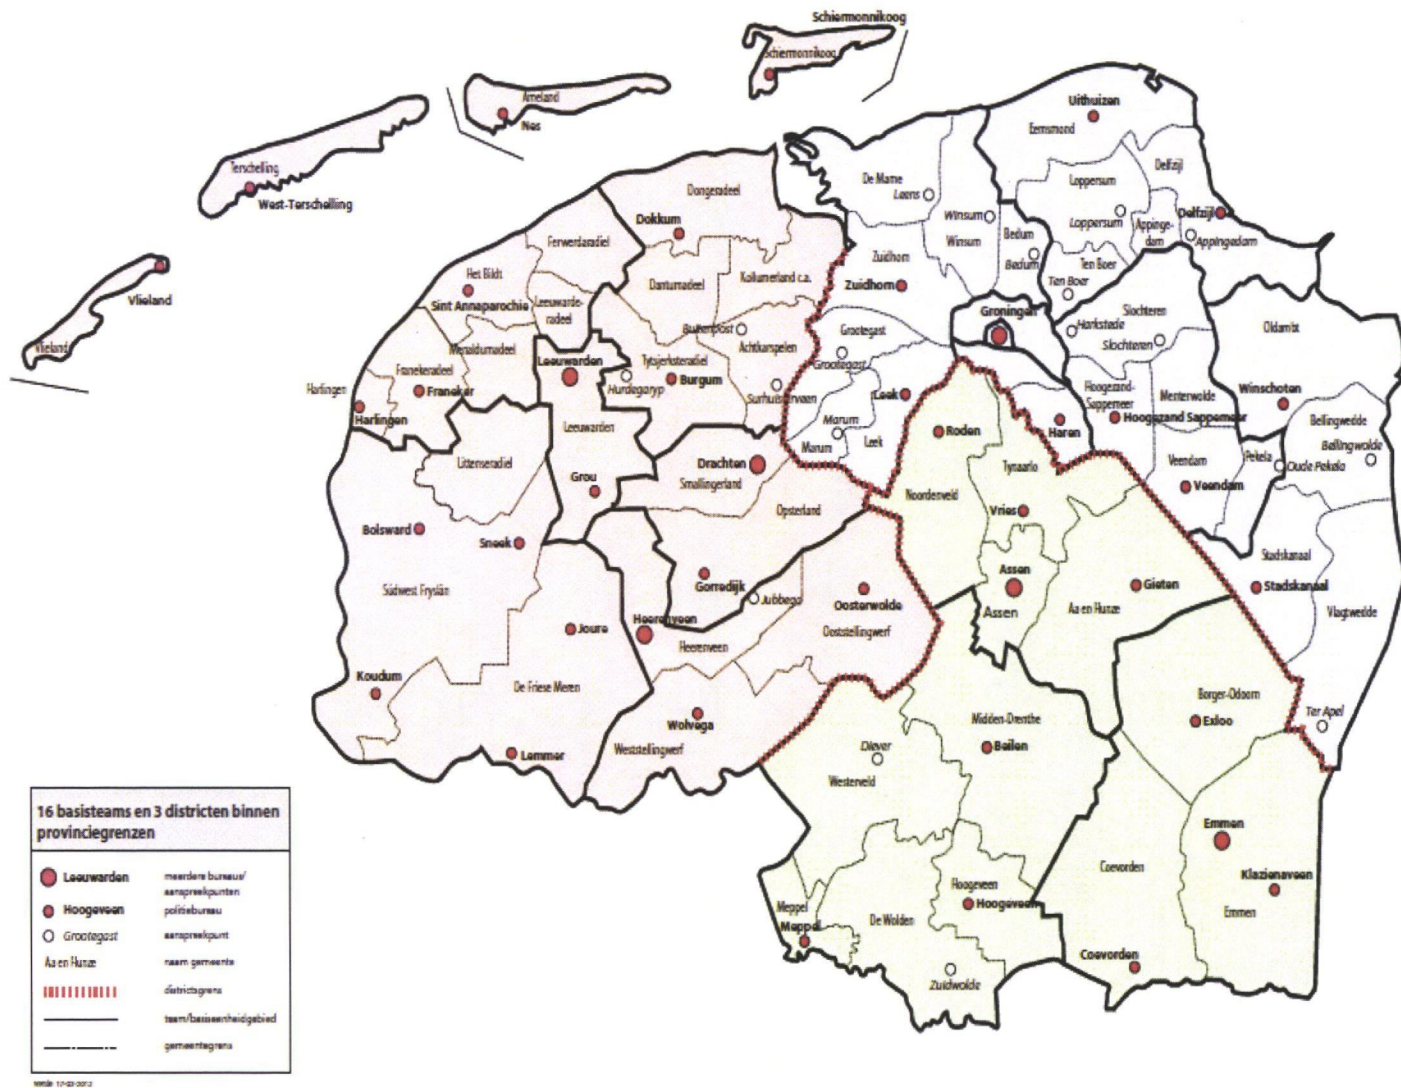 Schiermonnikoog
Schiermonnikoog
Ameland
Nes
Terschelling
West-Terschelling
Vlieland
Vlieland
Uithuizen
Eemsmond
Delfzijl
De Marne
Leens
Loppersum
Loppersum
Delfzijl
Winsum
Winsum
Bedum
Bedum
Appinge-
dam
Appingedam
Ten Boer
Ten Boer
Dongeradeel
Dokkum
Ferwerdaradiel
Het Bildt
Sint Annaparochie
Dantumadeel
Kollumerland c.a.
Leeuwarde-
radeel
Zuidhorn
Zuidhorn
Groningen
Slochteren
Harkstede
Slochteren
Oldambt
Menaldumadeel
Buitenpost
Achtkarspelen
Grootegast
Grootegast
Franekeradeel
Franeker
Leeuwarden
Tytsjerksteradiel
Hurdegaryp
Burgum
Surhuisterveen
Harlingen
Harlingen
Leek
Hoogezand-
Sappemeer
Menterwolde
Hoogezand Sappemeer
Winschoten
Bellingwedde
Bellingwolde
Leeuwarden
Marum
Marum
Leek
Roden
Haren
Pekela
Oude Pekela
Littenseradiel
Drachten
Smallingerland
Grou
Opsterland
Noordenveld
Tynaarlo
Vries
Veendam
Veendam
Bolsward
Sneek
Stadskanaal
Stadskanaal
Súdwest Fryslân
Gorredijk
Jubbega
Oosterwolde
Assen
Assen
Gieten
Aa en Hunze
Vlagtwedde
Joure
Heerenveen
Heerenveen
Ooststellingwerf
Koudum
De Friese Meren
Borger-Odoorn
Exloo
Ter Apel
Wolvega
Weststellingwerf
Lemmer
Midden-Drenthe
Beilen
Diever
Westerveld
Emmen
Coevorden
Klazienaveen
Emmen
Hoogeveen
Hoogeveen
Meppel
Meppel
De Wolden
Zuidwolde
Coevorden
16 basisteams en 3 districten binnen
provinciegrenzen
Leeuwarden meerdere bureaus/
aanspreekpunten
Hoogeveen politiebureau
Grootegast aanspreekpunt
Aa en Hunze naam gemeente
districtsgrens
team/basiseenheidgebied
gemeentegrens